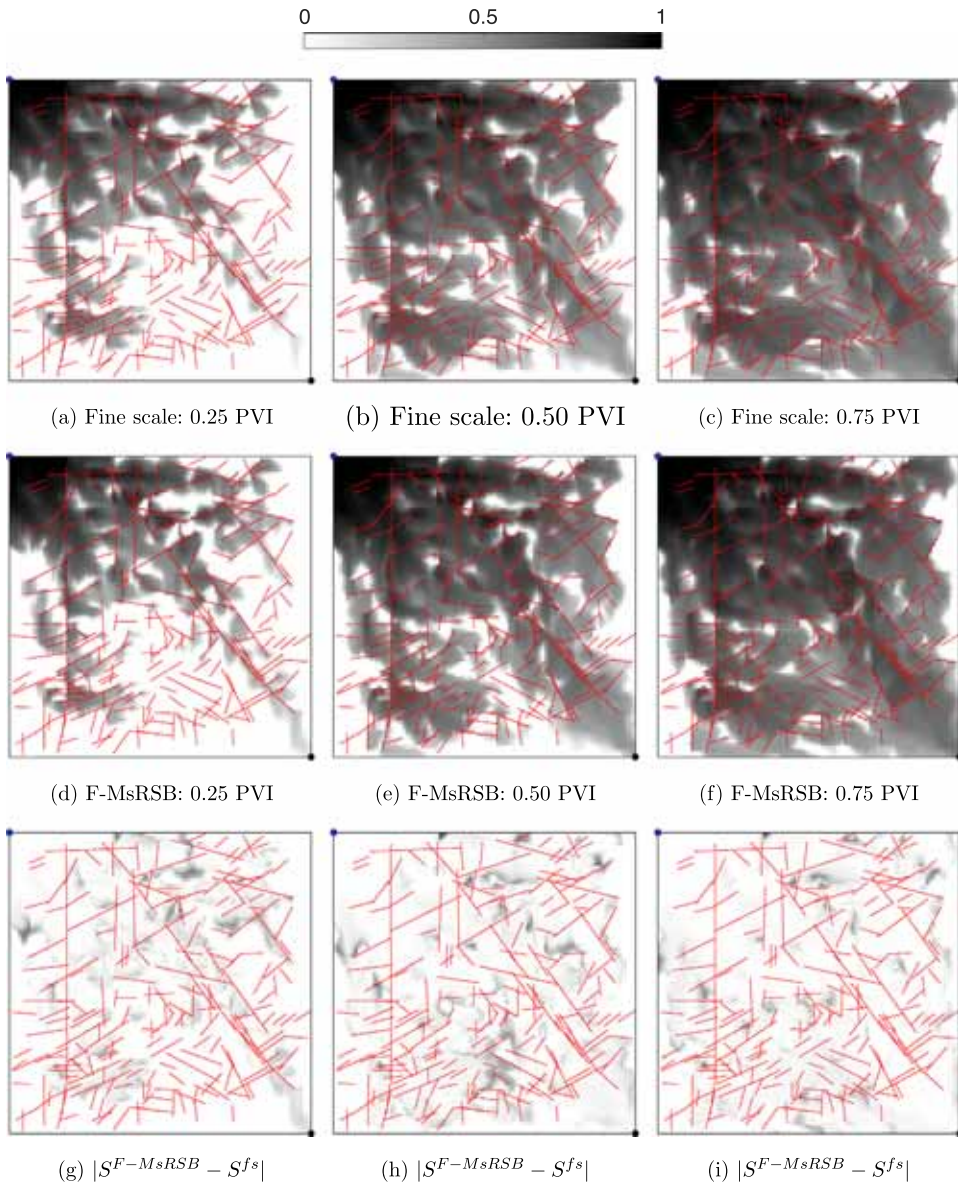 0 0.5 1
(a) Fine scale: 0.25 PVI (b) Fine scale: 0.50 PVI (c) Fine scale: 0.75 PVI
(d) F-MsRSB: 0.25 PVI (e) F-MsRSB: 0.50 PVI (f) F-MsRSB: 0.75 PVI
(g) |S^{F−MsRSB} − S^{fs}| (h) |S^{F−MsRSB} − S^{fs}| (i) |S^{F−MsRSB} − S^{fs}|